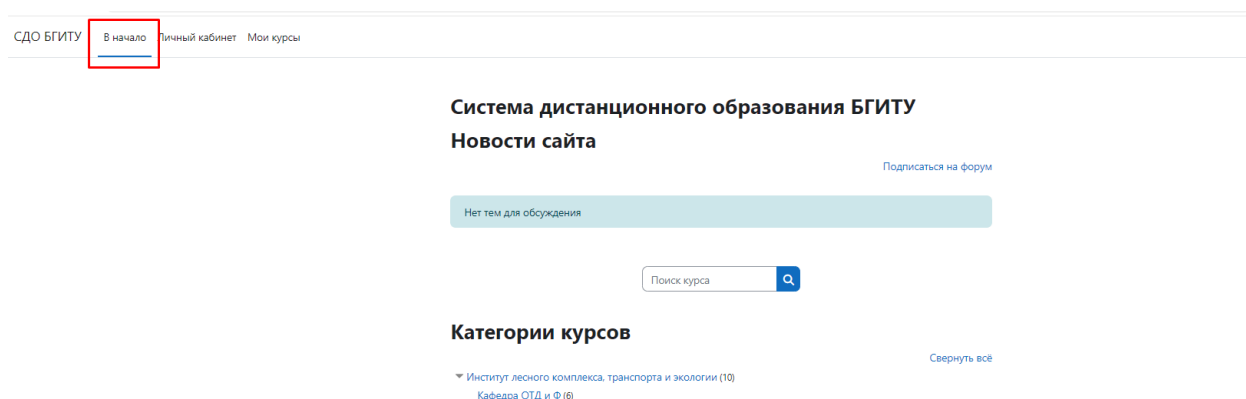 СДО БГИТУ В начало Личный кабинет Мои курсы
Система дистанционного образования БГИТУ
Новости сайта
Подписаться на форум
Нет тем для обсуждения
Поиск курса
Категории курсов
Свернуть всё
Институт лесного комплекса, транспорта и экологии (10)
Кафедра ОТД и Ф (6)